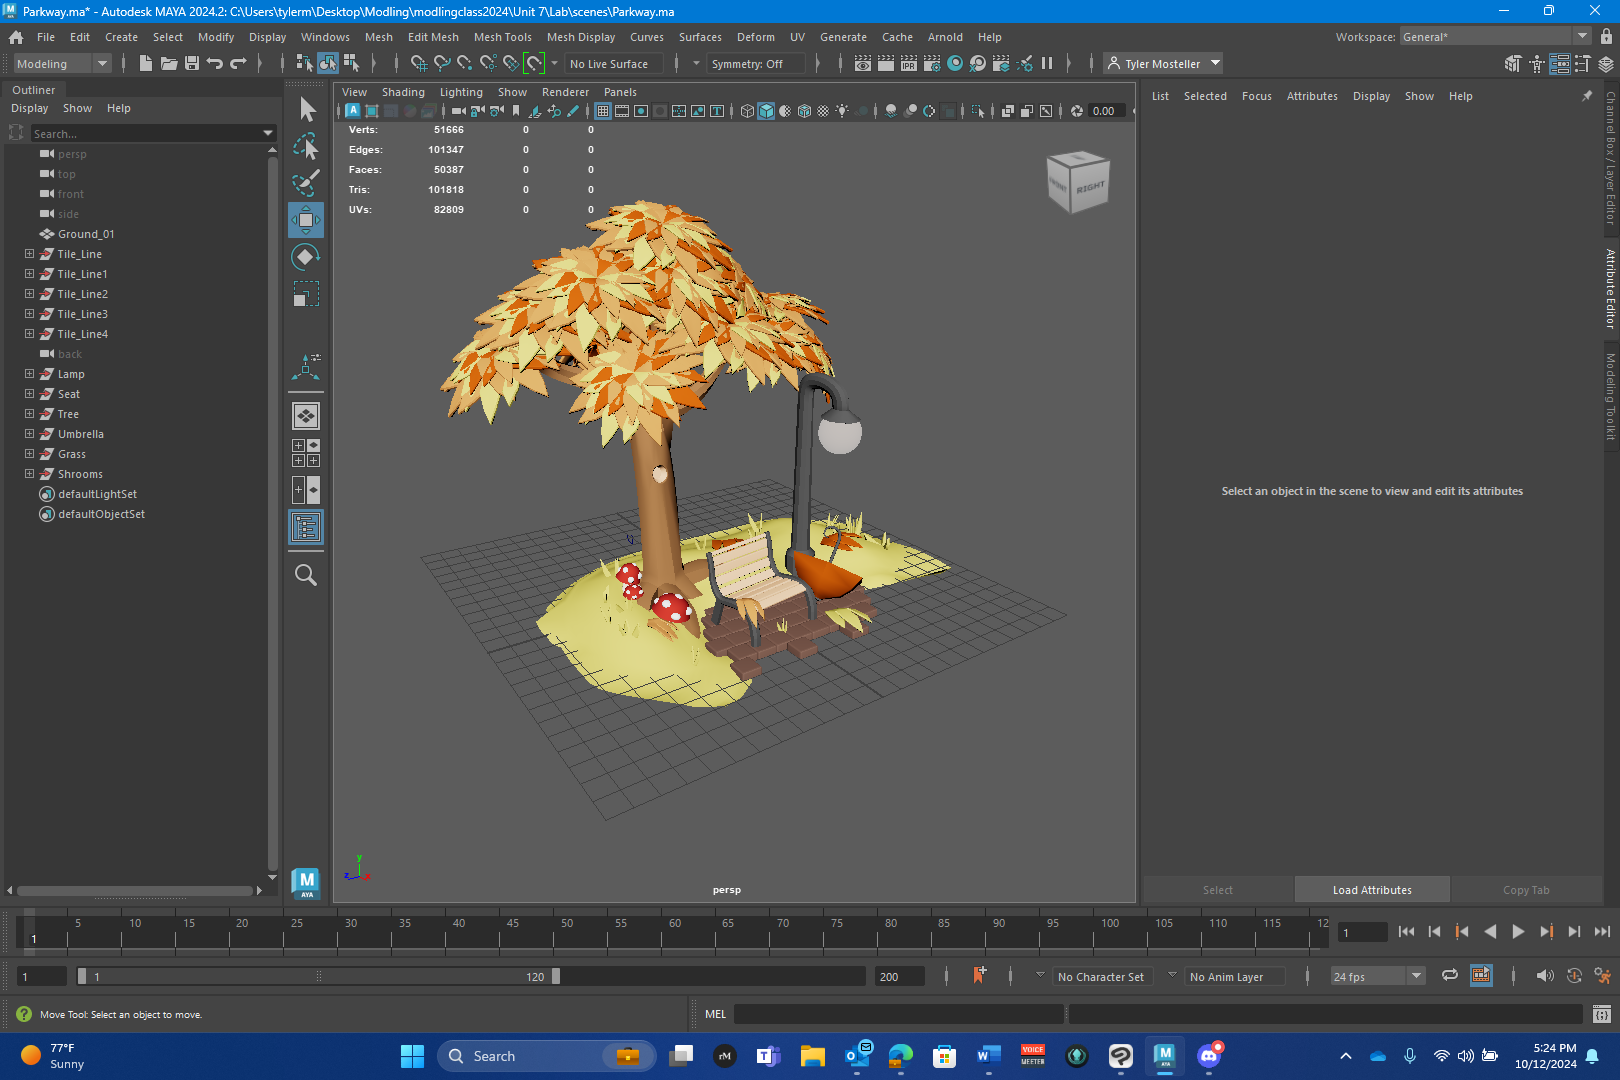 Parkway.ma* - Autodesk MAYA 2024.2: C:\Users\tylerm\Desktop\Modling\modlingclass2024\Unit 7\Lab\scenes\Parkway.ma
File Edit Create Select Modify Display Windows Mesh Edit Mesh Mesh Tools Mesh Display Curves Surfaces Deform UV Generate Cache Arnold Help Workspace: General*
Modeling No Live Surface Symmetry: Off IPR Tyler Mosteller
Outliner
Display Show Help
Search...
persp
top
front
side
Ground_01
Tile_Line
Tile_Line1
Tile_Line2
Tile_Line3
Tile_Line4
back
Lamp
Seat
Tree
Umbrella
Grass
Shrooms
defaultLightSet
defaultObjectSet
M
AYA
View Shading Lighting Show Renderer Panels
0.00
Verts: 51666 0 0
Edges: 101347 0 0
Faces: 50387 0 0
Tris: 101818 0 0
UVs: 82809 0 0
FRONT RIGHT
y
z x
persp
List Selected Focus Attributes Display Show Help
Select an object in the scene to view and edit its attributes
Select Load Attributes Copy Tab
Channel Box / Layer Editor
Attribute Editor
Modeling Toolkit
5 10 15 20 25 30 35 40 45 50 55 60 65 70 75 80 85 90 95 100 105 110 115 12
1
1
1 1 120 200 No Character Set No Anim Layer 24 fps
Move Tool: Select an object to move. MEL
77°F
Sunny
Search
rM
VOICE
MEETER
5:24 PM
10/12/2024